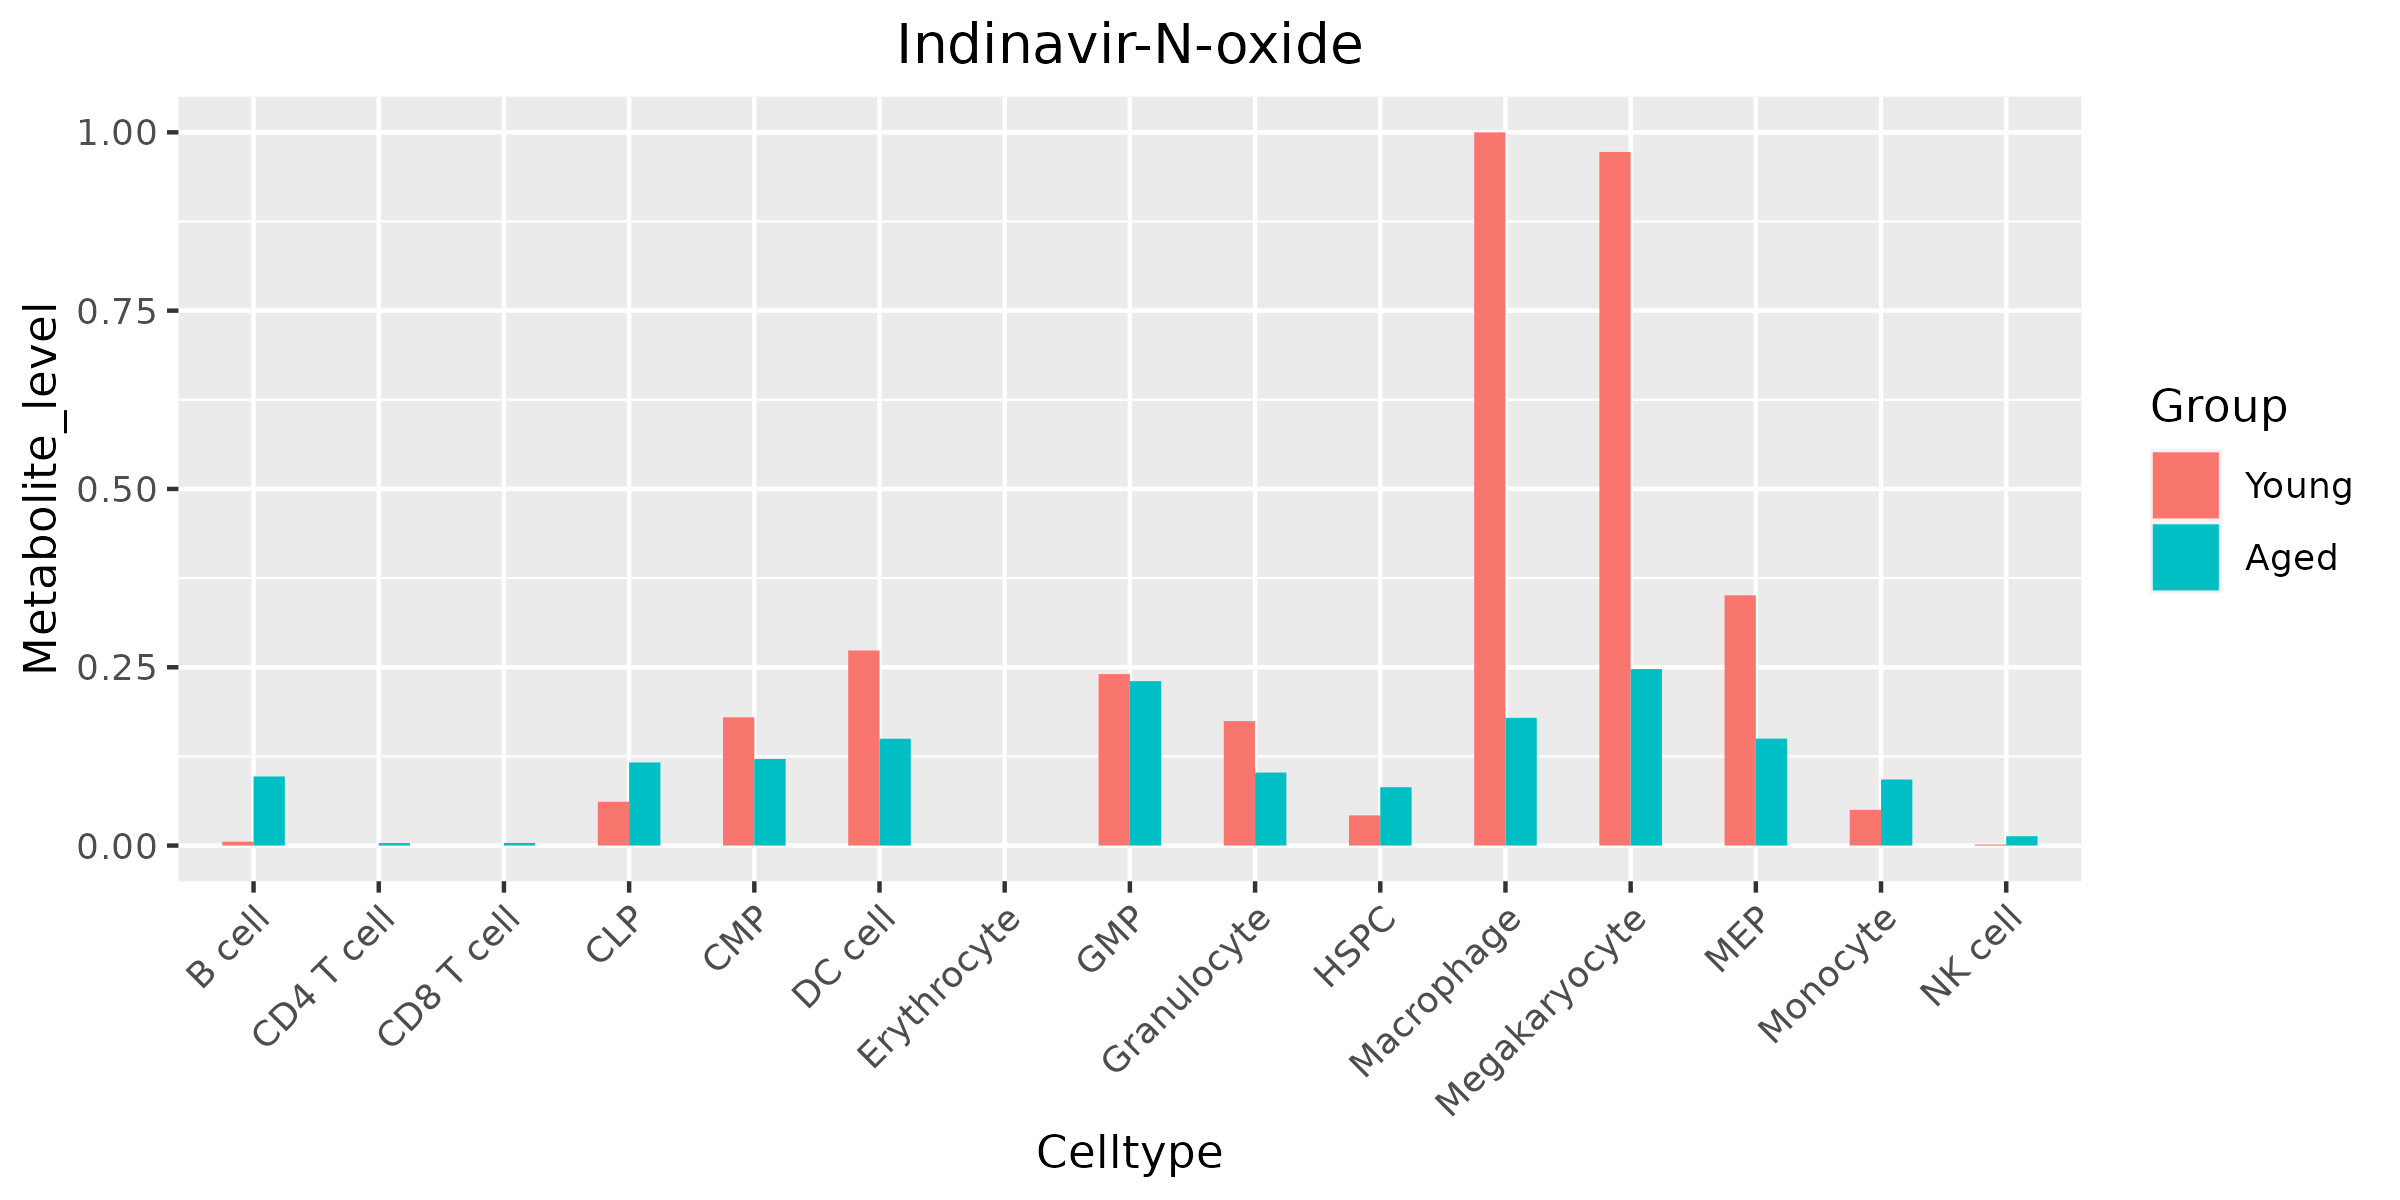 Indinavir-N-oxide
Metabolite_level
1.00
0.75
0.50
0.25
0.00
B cell
CD4 T cell
CD8 T cell
CLP
CMP
DC cell
Erythrocyte
GMP
Granulocyte
HSPC
Macrophage
Megakaryocyte
MEP
Monocyte
NK cell
Celltype
Group
Young
Aged